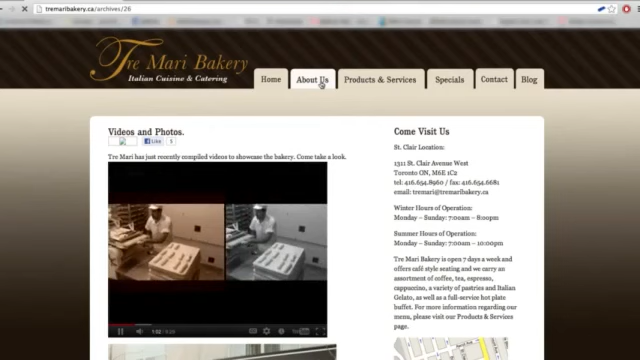 tremaribakery.ca/archives/28
Tre Mari Bakery
Italian Cuisine & Catering
Home
About Us
Products & Services
Specials
Contact
Blog
Videos and Photos.
Like
Tre Mari has just recently compiled videos to showcase the bakery. Come take a look.
Come Visit Us
St. Clair Location:
1311 St. Clair Avenue West
Toronto ON, M6E 1C2
tel: 416.654.8960 / fax: 416.654.6681
email: tremari@tremaribakery.ca
Winter Hours of Operation:
Monday – Sunday: 7:00am – 8:00pm
Summer Hours of Operation:
Monday – Sunday: 7:00am – 10:00pm
Tre Mari Bakery is open 7 days a week and
offers café style seating and we carry an
assortment of coffee, tea, espresso,
cappuccino, a variety of pastries and Italian
Gelato, as well as a full-service hot plate
buffet. For more information regarding our
menu, please visit our Products & Services
page.